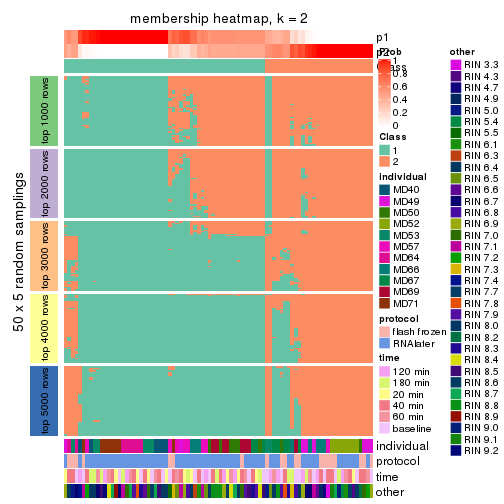 membership heatmap, k = 2
50 x 5 random samplings
top 1000 rows
top 2000 rows
top 3000 rows
top 4000 rows
top 5000 rows
p1
p2
Class
individual
protocol
time
other
Prob
1
0.8
0.6
0.4
0.2
0
Class
1
2
individual
MD40
MD49
MD50
MD52
MD53
MD57
MD64
MD66
MD67
MD69
MD71
protocol
flash frozen
RNAlater
time
120 min
180 min
20 min
40 min
60 min
baseline
other
RIN 3.3
RIN 4.3
RIN 4.7
RIN 4.9
RIN 5.0
RIN 5.4
RIN 5.5
RIN 6.1
RIN 6.3
RIN 6.4
RIN 6.5
RIN 6.6
RIN 6.7
RIN 6.8
RIN 6.9
RIN 7.0
RIN 7.1
RIN 7.2
RIN 7.3
RIN 7.4
RIN 7.7
RIN 7.8
RIN 7.9
RIN 8.0
RIN 8.2
RIN 8.3
RIN 8.4
RIN 8.5
RIN 8.6
RIN 8.7
RIN 8.8
RIN 8.9
RIN 9.0
RIN 9.1
RIN 9.2